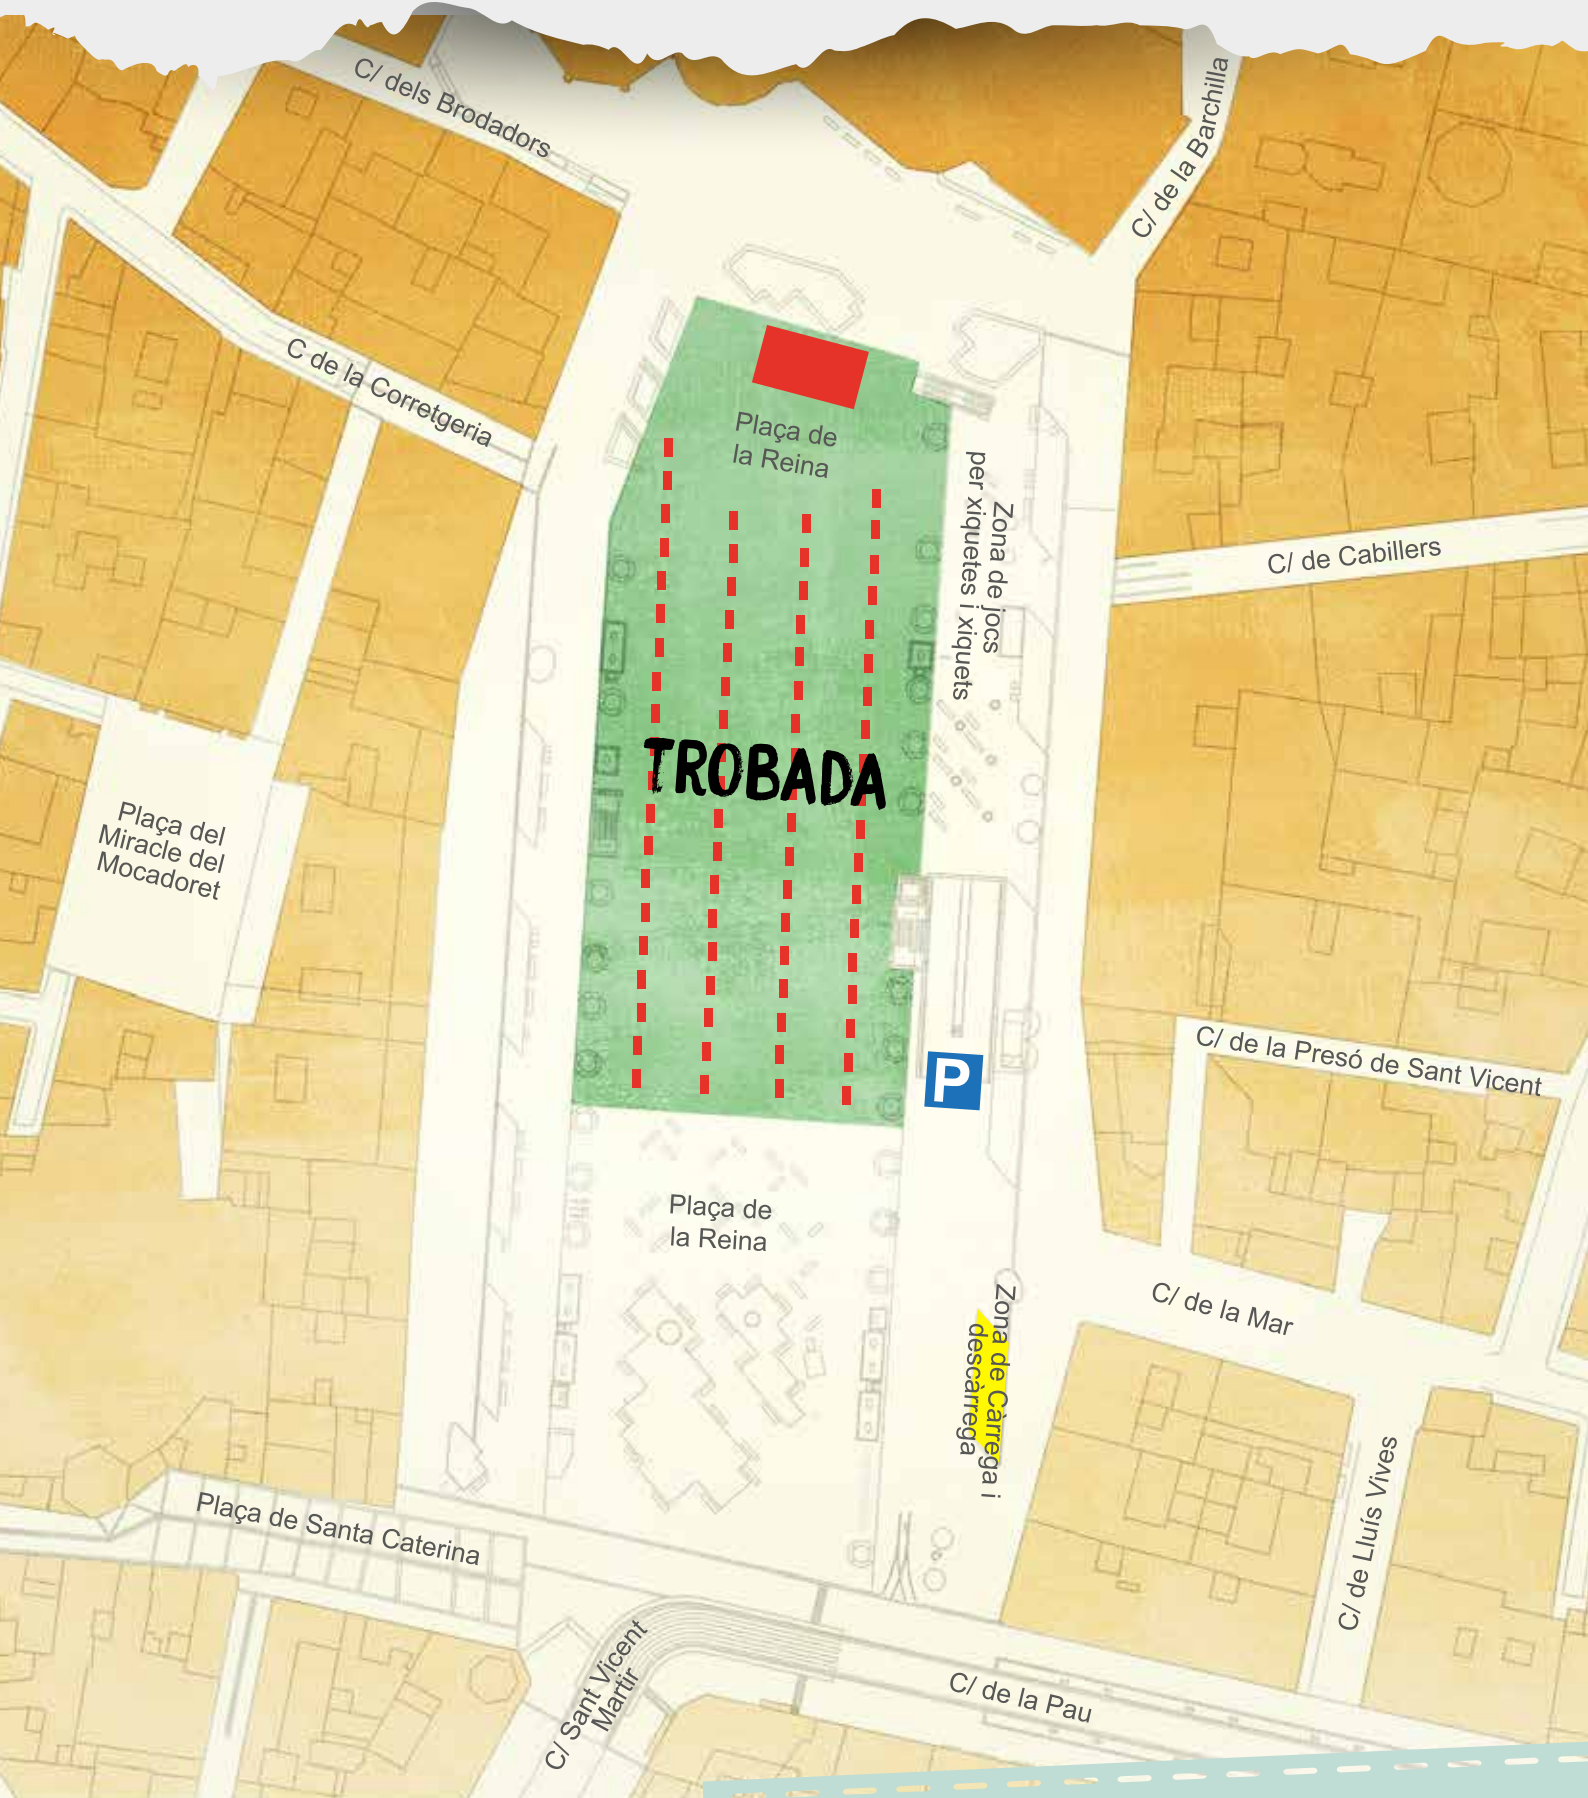 C/ dels Brodadors
C/ de la Barchilla
C de la Corretgeria
Plaça de
la Reina
Zona de jocs
per xiquetes i xiquets
C/ de Cabillers
TROBADA
Plaça del
Miracle del
Mocadoret
C/ de la Presó de Sant Vicent
P
Plaça de
la Reina
C/ de la Mar
Zona de Càrrega i
descàrrega
C/ de Lluís Vives
Plaça de Santa Caterina
C/ Sant Vicent
Martir
C/ de la Pau